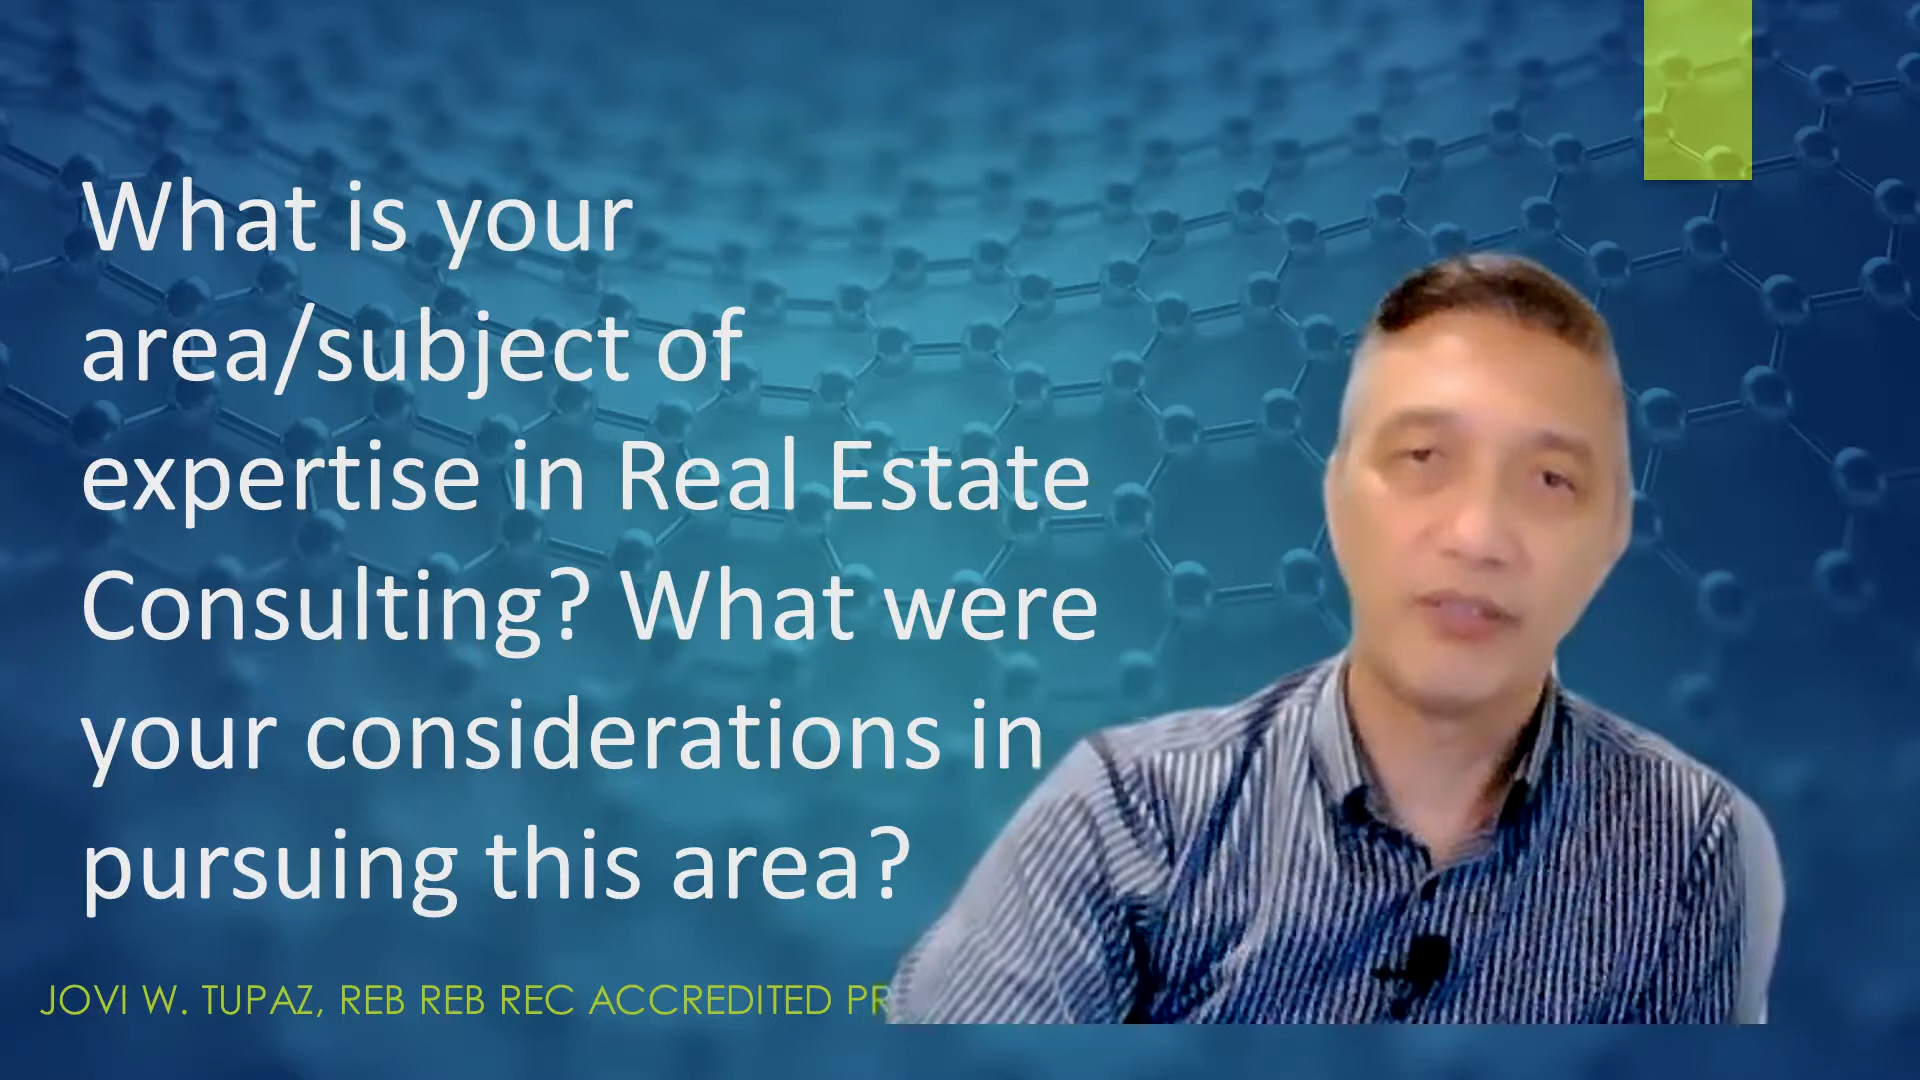 What is your
area/subject of
expertise in Real Estate
Consulting? What were
your considerations in
pursuing this area?
JOVI W. TUPAZ, REB REB REC ACCREDITED